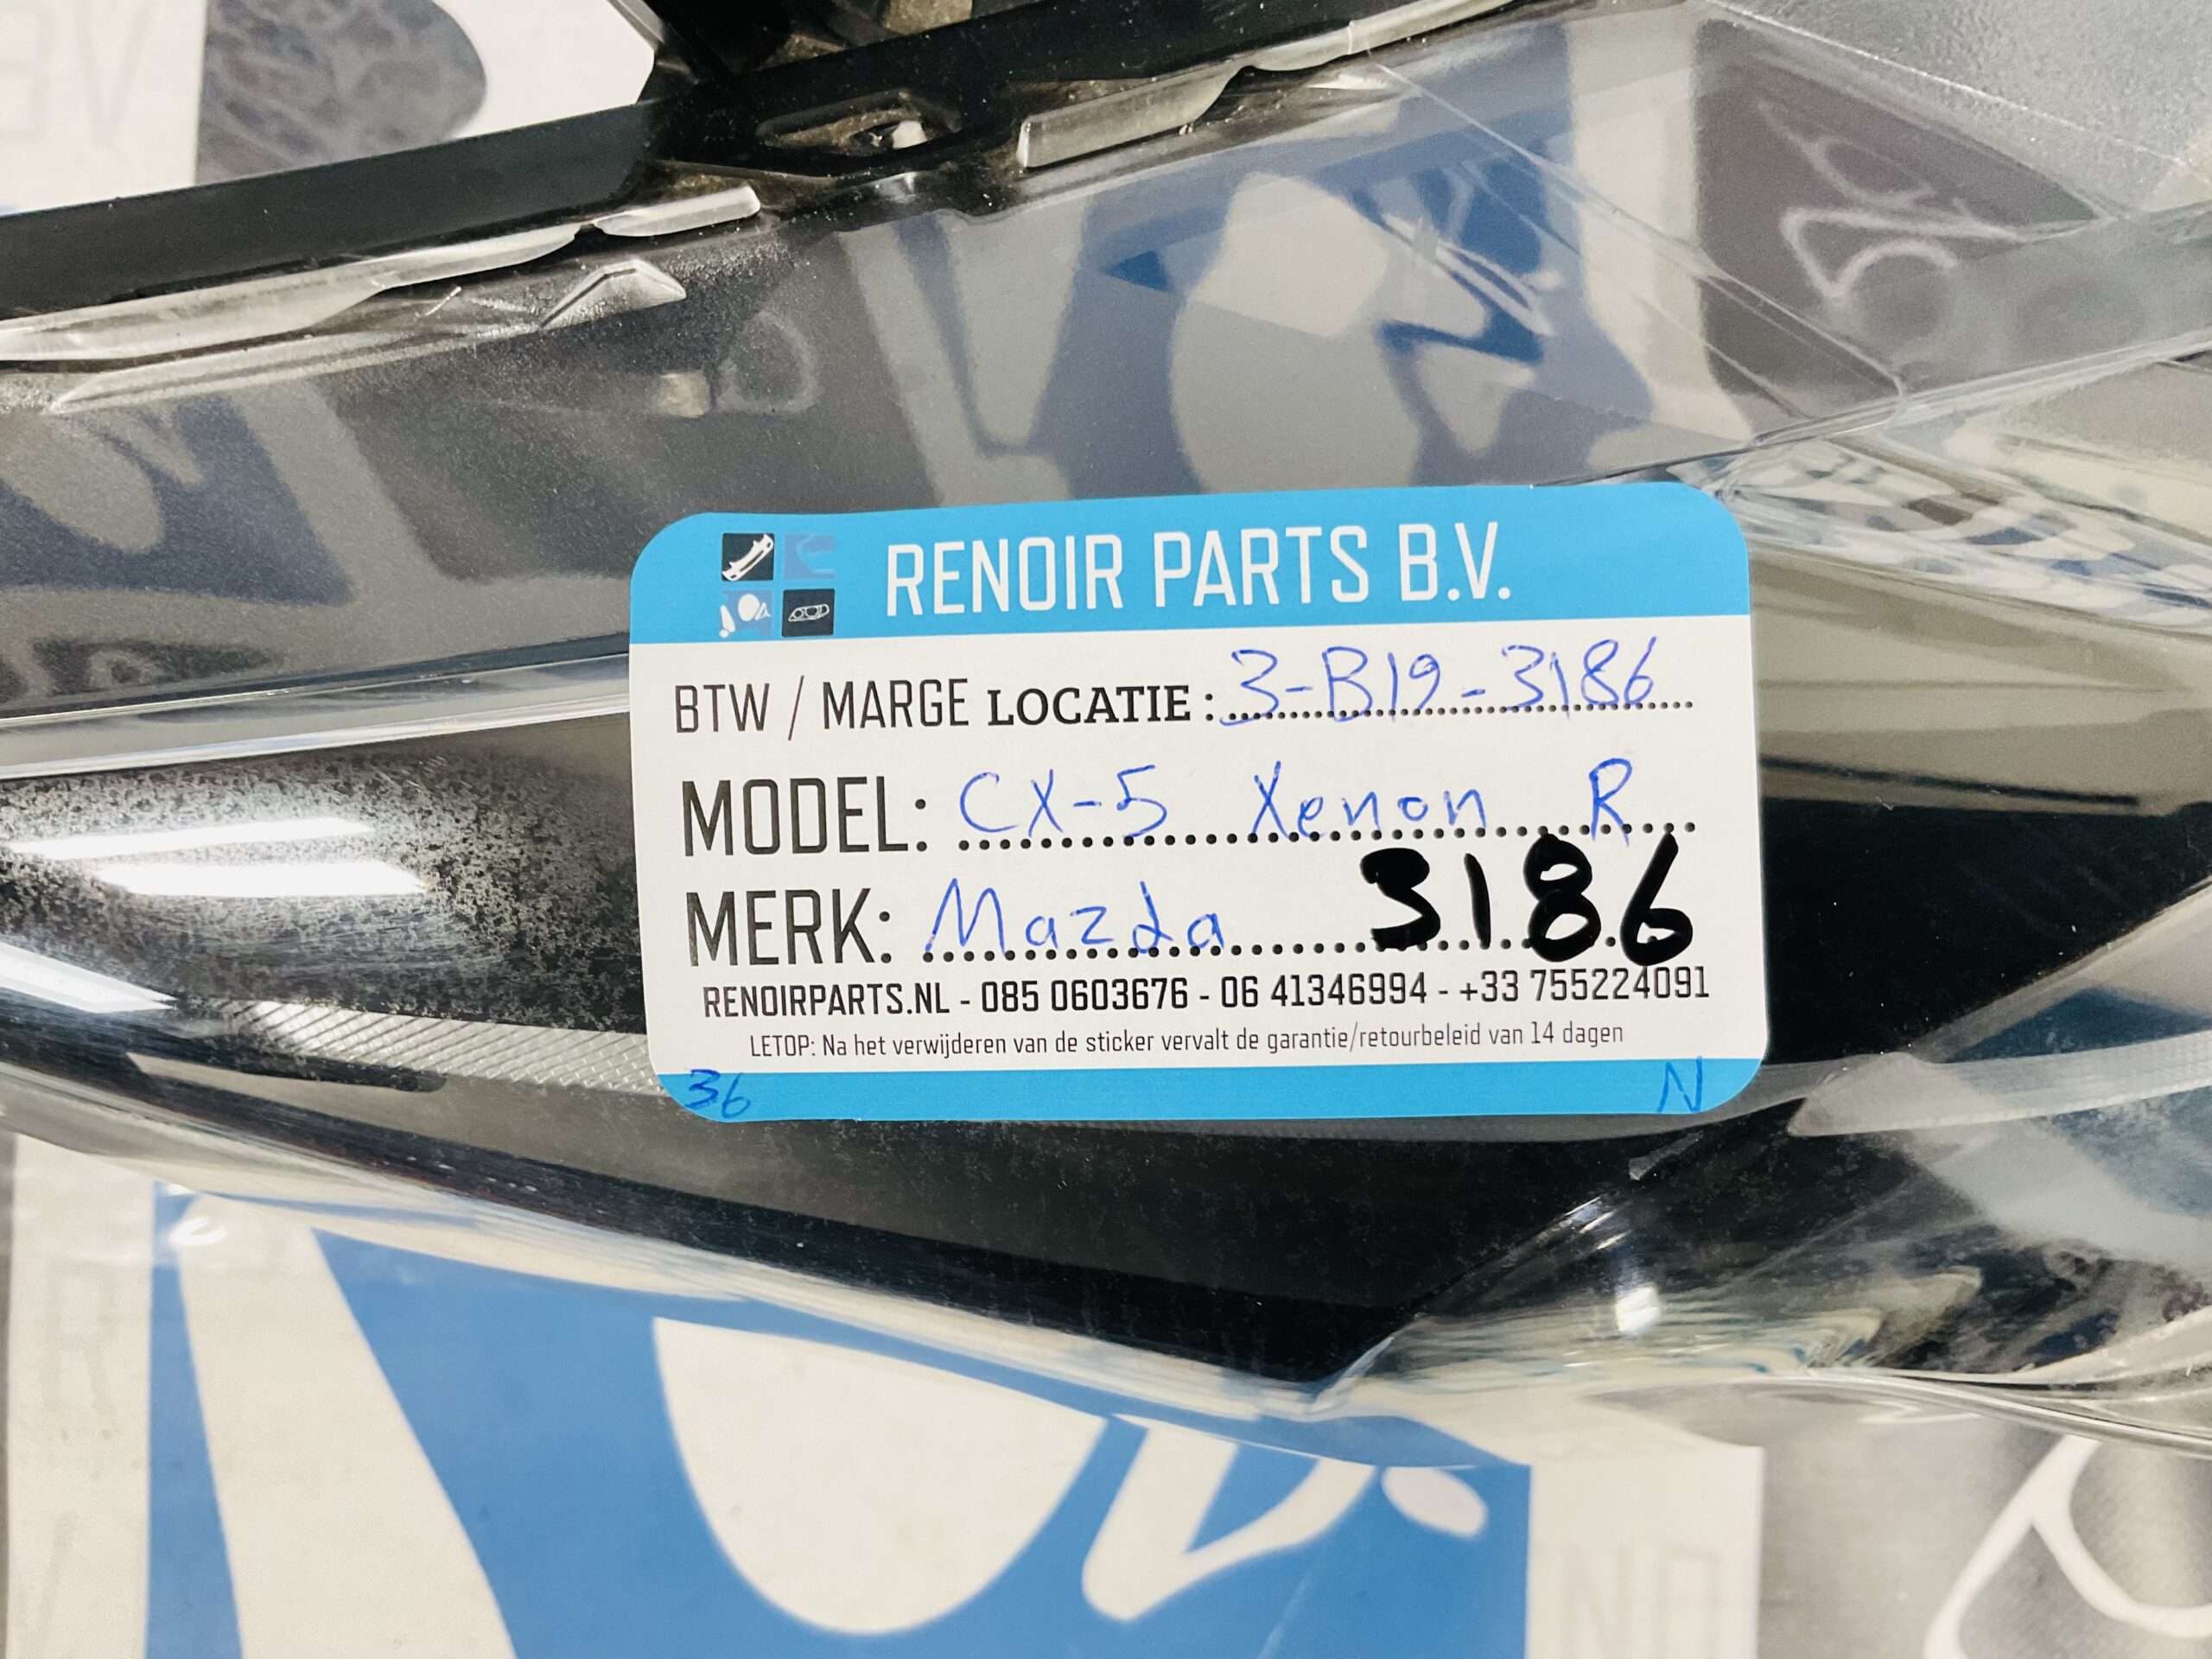 RENOIR PARTS B.V.
BTW / MARGE LOCATIE: 3-B19-3186
MODEL: CX-5 Xenon R
MERK: Mazda 3186
RENOIRPARTS.NL - 085 0603676 - 06 41346994 - +33 755224091
LETOP: Na het verwijderen van de sticker vervalt de garantie/retourbeleid van 14 dagen
36 N